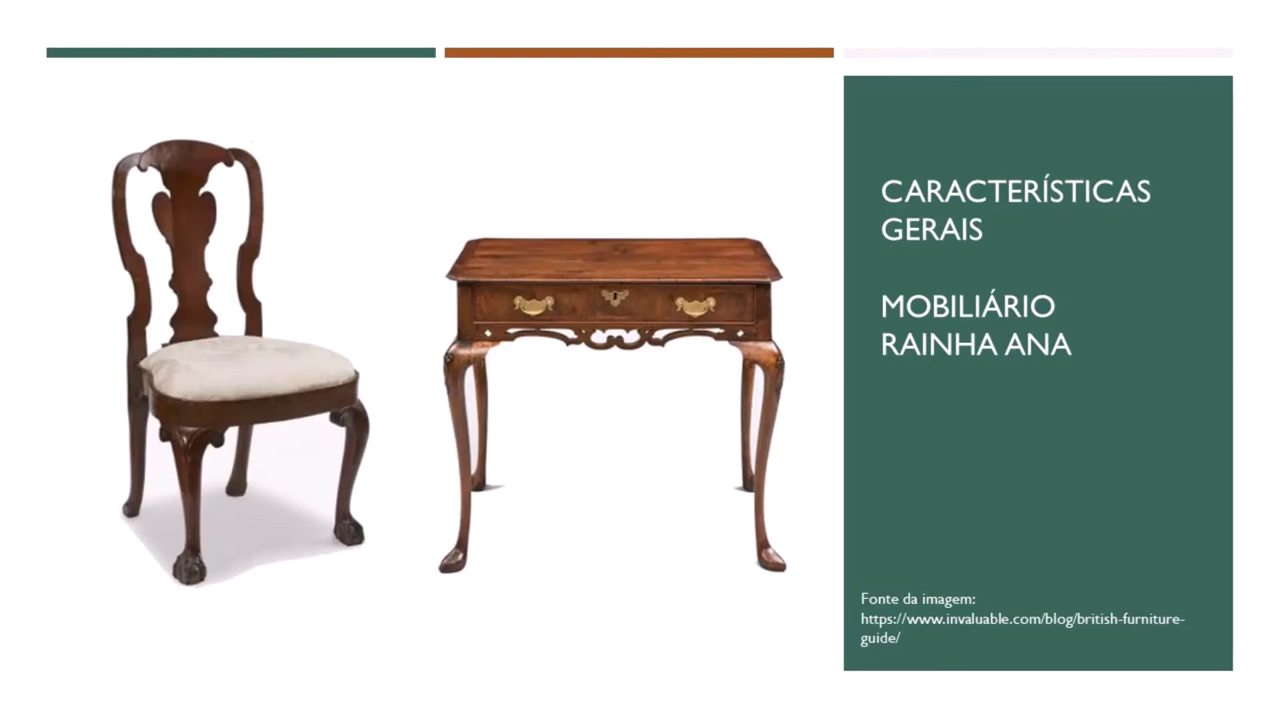 CARACTERÍSTICAS
GERAIS
MOBILIÁRIO
RAINHA ANA
Fonte da imagem:
https://www.invaluable.com/blog/british-furniture-
guide/